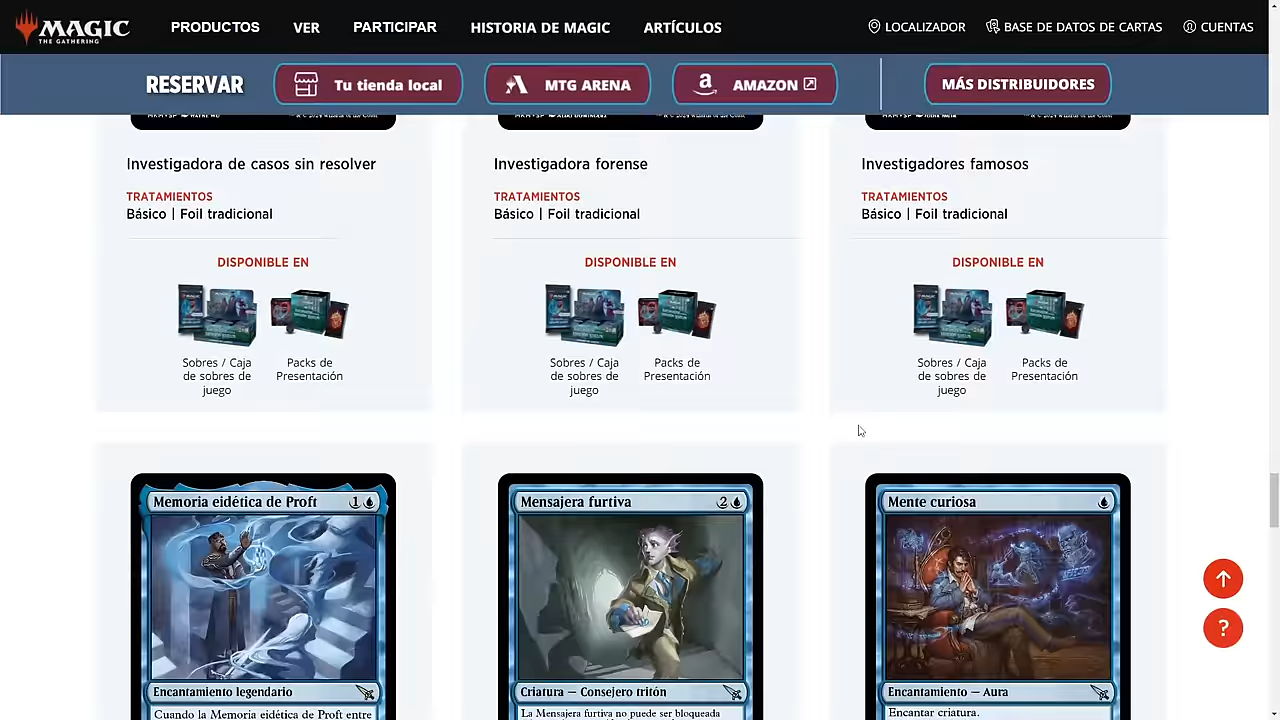 MAGIC
THE GATHERING
PRODUCTOS VER PARTICIPAR HISTORIA DE MAGIC ARTÍCULOS LOCALIZADOR BASE DE DATOS DE CARTAS CUENTAS
RESERVAR Tu tienda local MTG ARENA AMAZON MÁS DISTRIBUIDORES
Investigadora de casos sin resolver
TRATAMIENTOS
Básico | Foil tradicional
DISPONIBLE EN
Sobres / Caja
de sobres de
juego
Packs de
Presentación
Investigadora forense
TRATAMIENTOS
Básico | Foil tradicional
DISPONIBLE EN
Sobres / Caja
de sobres de
juego
Packs de
Presentación
Investigadores famosos
TRATAMIENTOS
Básico | Foil tradicional
DISPONIBLE EN
Sobres / Caja
de sobres de
juego
Packs de
Presentación
Memoria eidética de Proft 1
Encantamiento legendario
Cuando la Memoria eidética de Proft entre
Mensajera furtiva 2
Criatura — Consejero tritón
La Mensajera furtiva no puede ser bloqueada
Mente curiosa
Encantamiento — Aura
Encantar criatura.
?